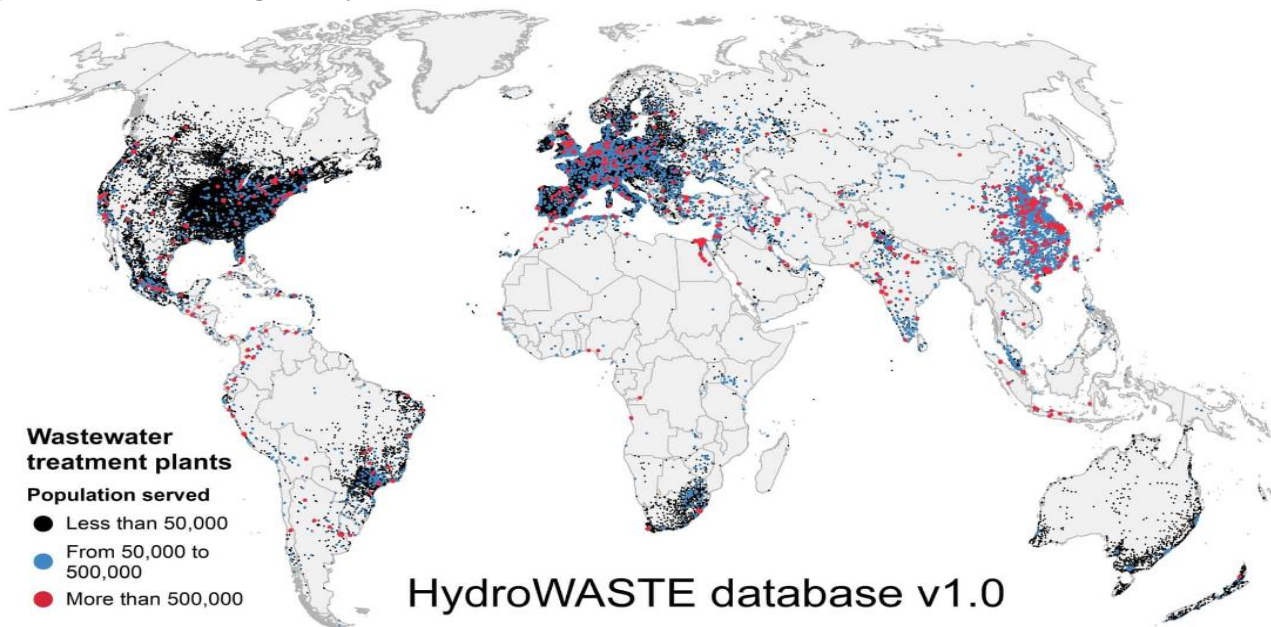 Wastewater
treatment plants
Population served
Less than 50,000
From 50,000 to
500,000
More than 500,000
HydroWASTE database v1.0